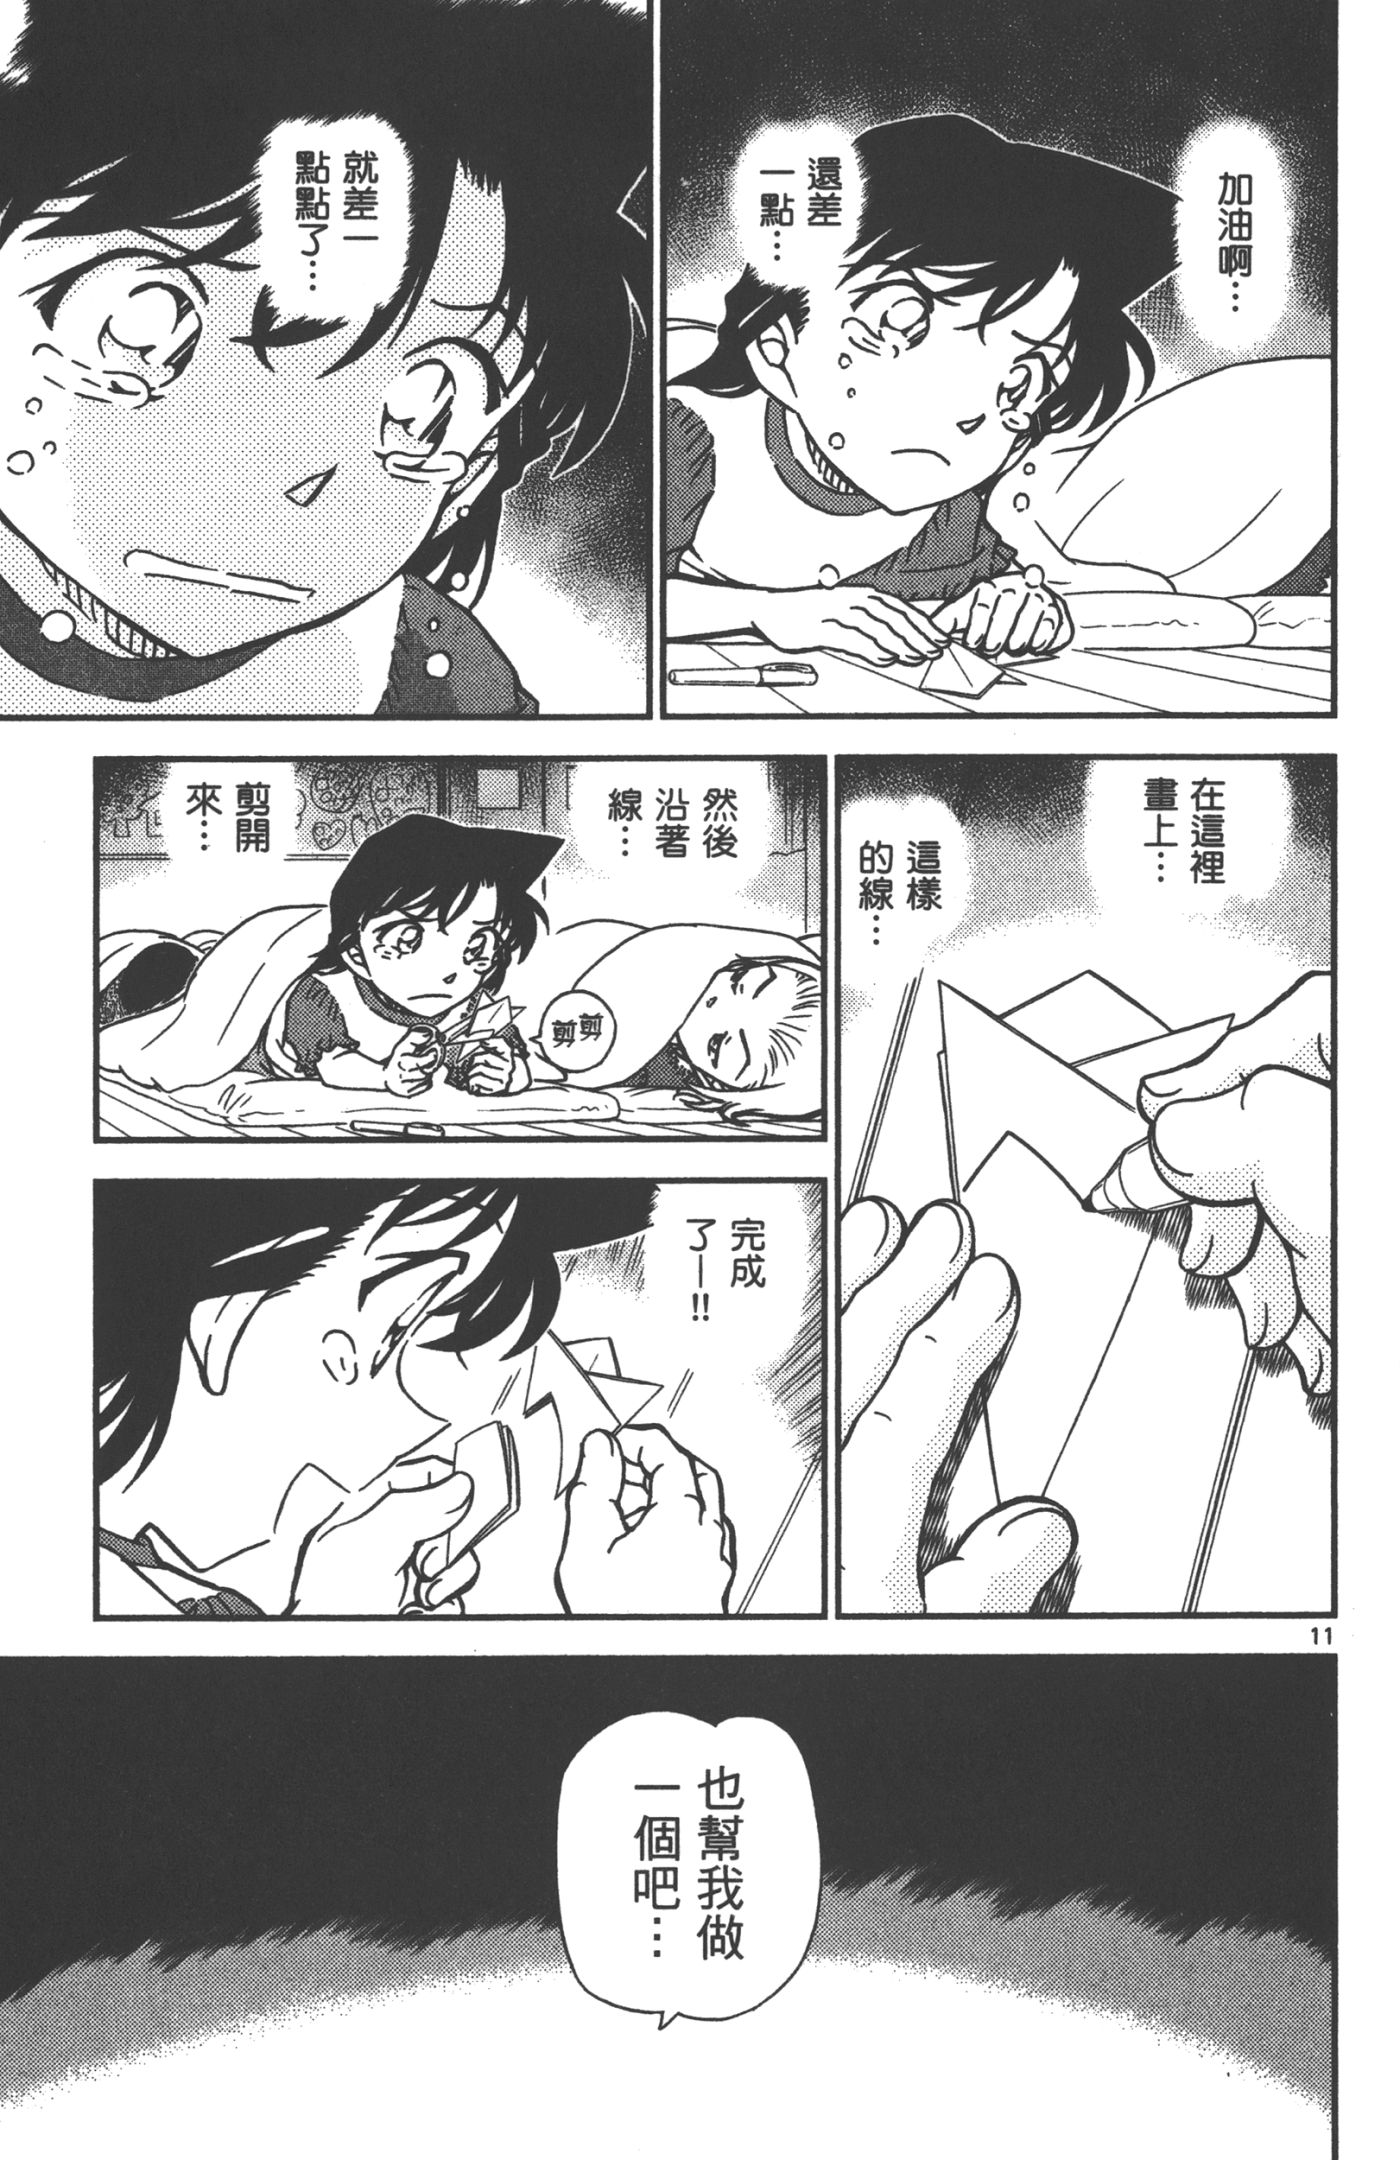 加油啊…
還差
一點…
就差一
點點了…
在這裡
畫上…
這樣
的線…
然後
沿著
線…
剪開
來…
剪剪
完成
了—!!
11
也幫我做
一個吧…